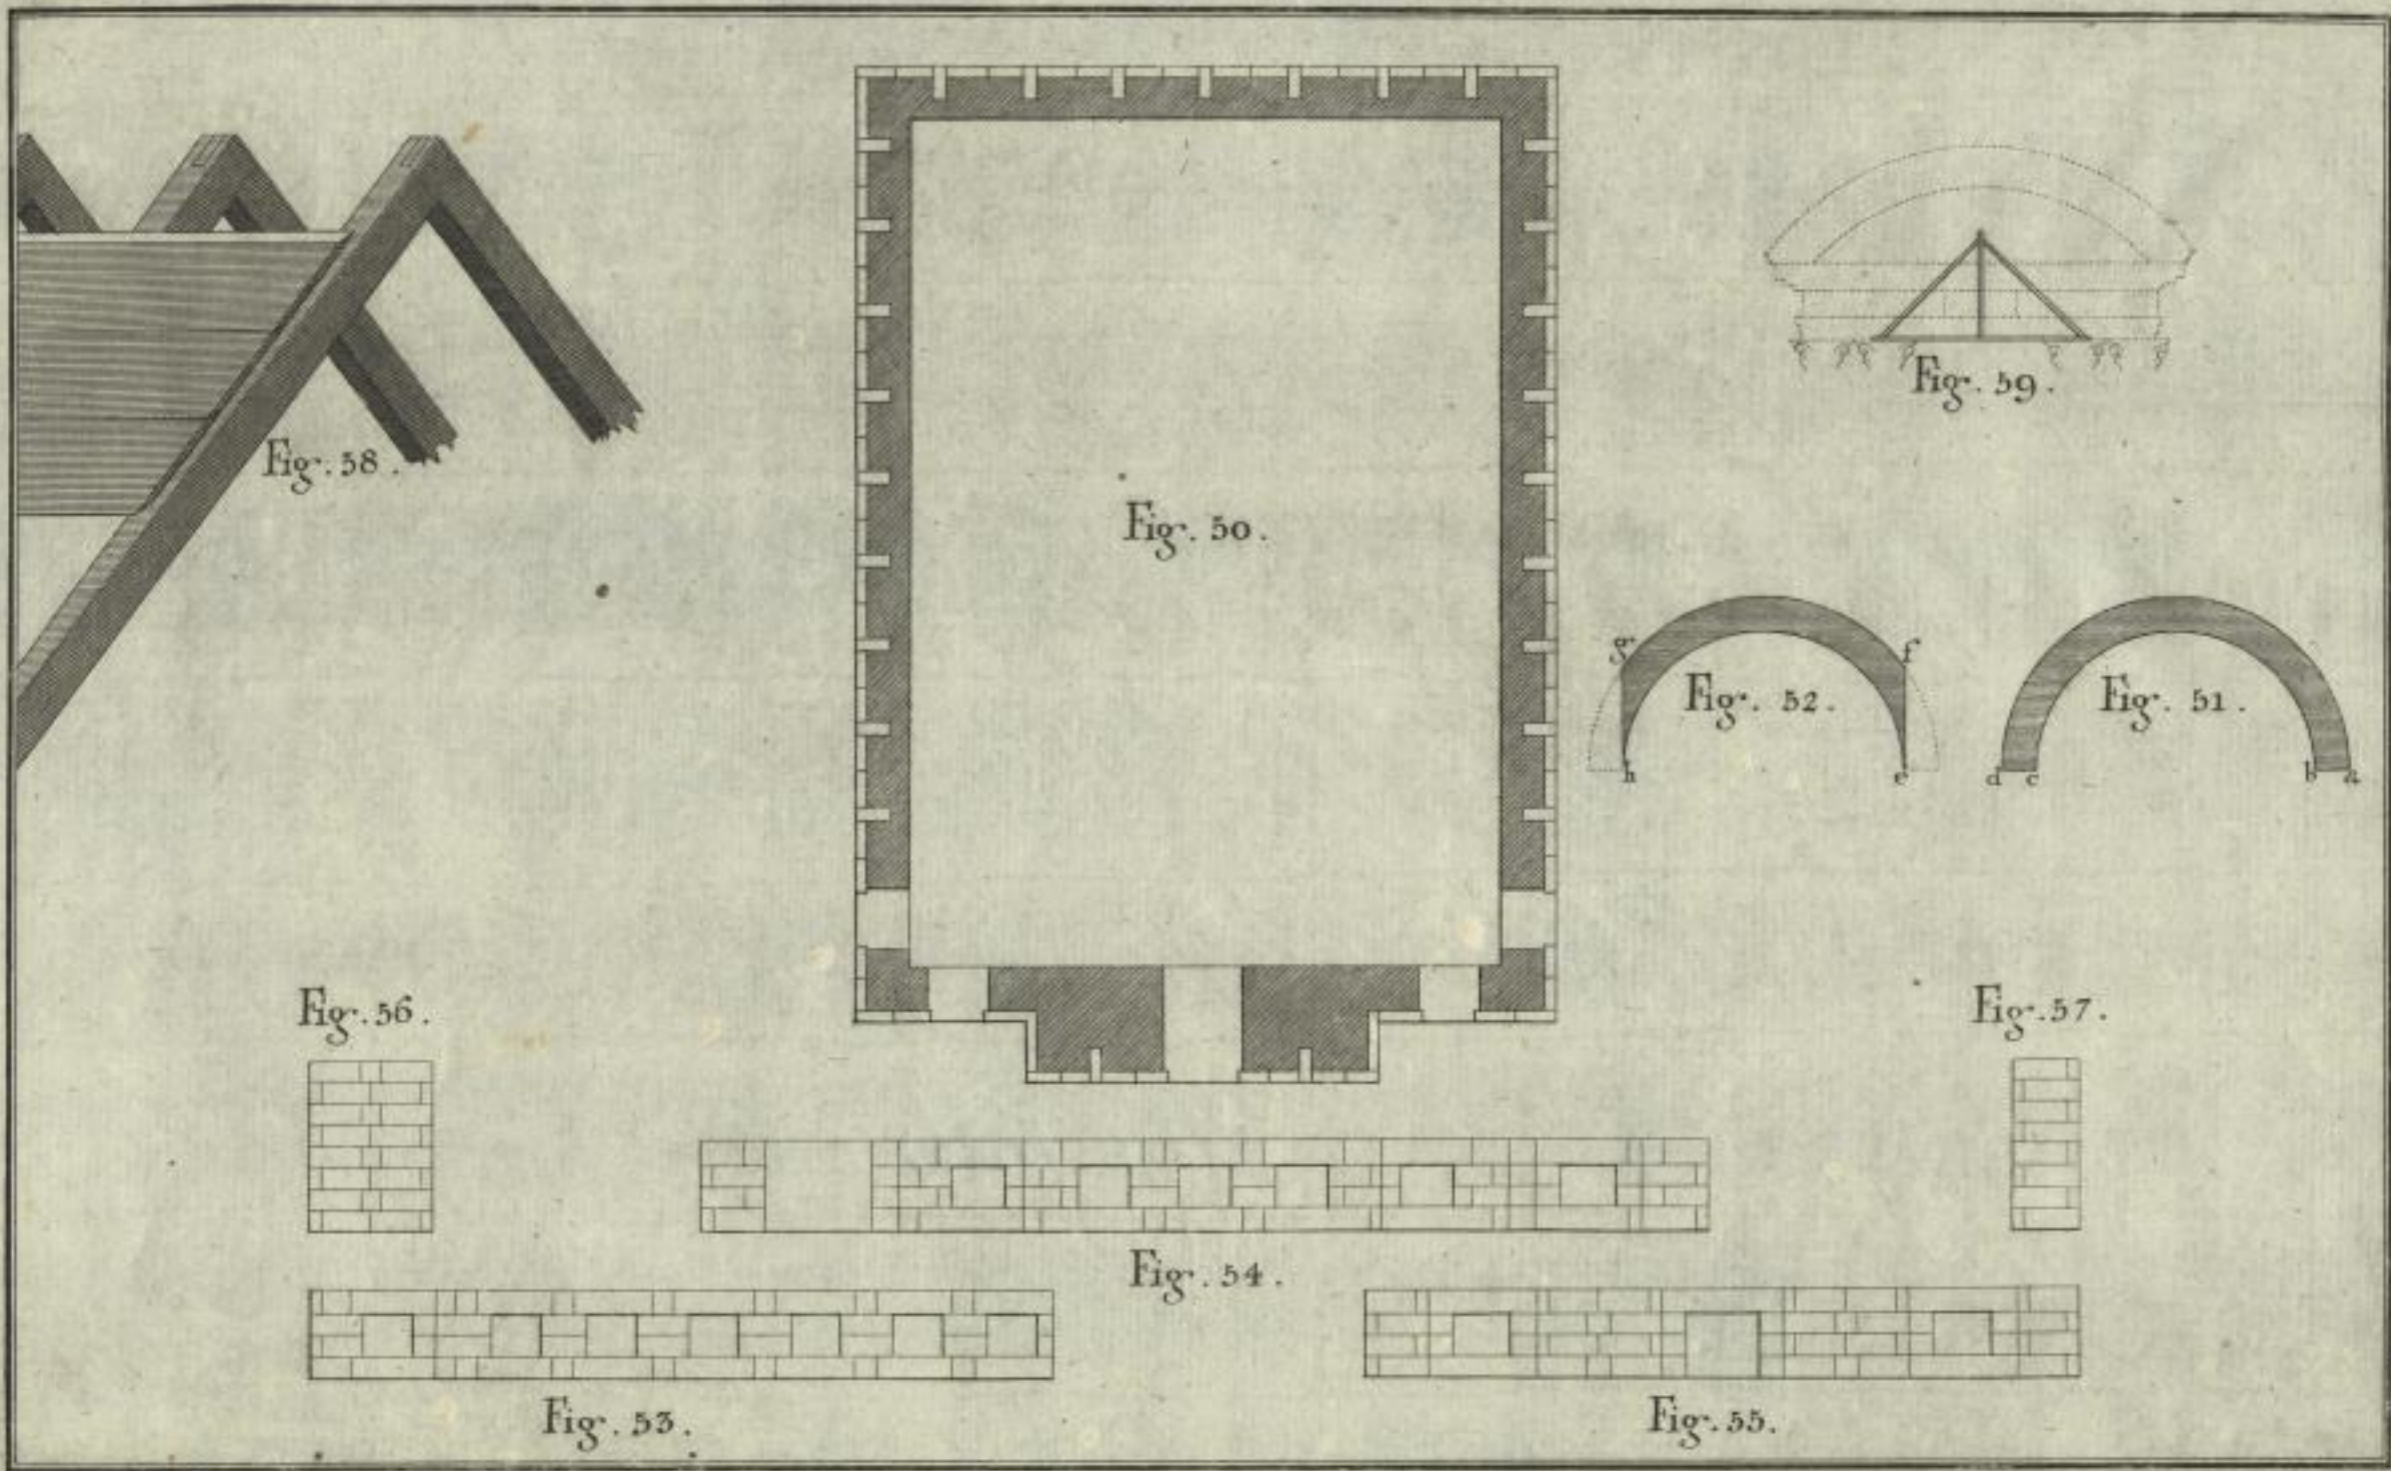 Fig. 58.
Fig. 50.
Fig. 59.
g f
Fig. 52.
h e
Fig. 51.
d c b a
Fig. 56.
Fig. 57.
Fig. 54.
Fig. 53.
Fig. 55.